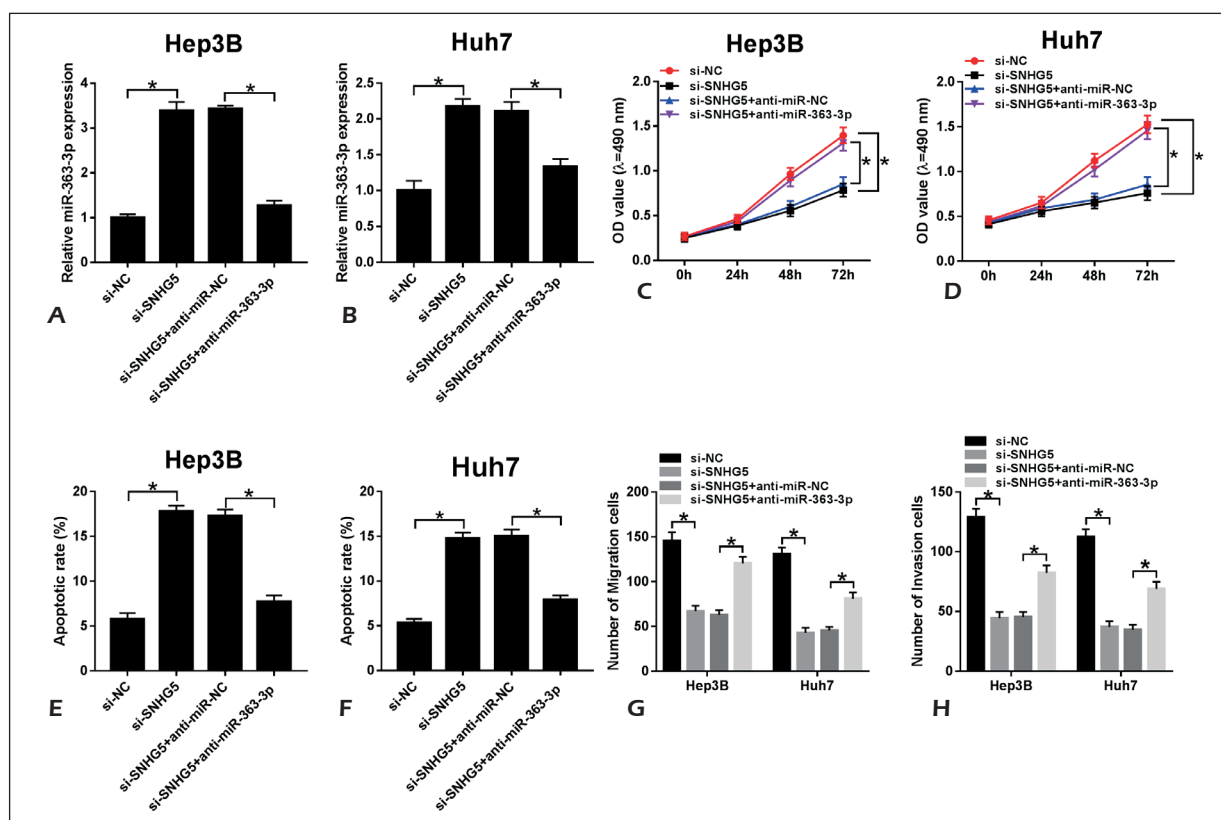 Hep3B
Relative miR-363-3p expression
4
3
2
1
0
*
*
si-NC
si-SNHG5
si-SNHG5+anti-miR-NC
si-SNHG5+anti-miR-363-3p
A
Huh7
Relative miR-363-3p expression
2.5
2.0
1.5
1.0
0.5
0.0
*
*
si-NC
si-SNHG5
si-SNHG5+anti-miR-NC
si-SNHG5+anti-miR-363-3p
B
Hep3B
si-NC
si-SNHG5
si-SNHG5+anti-miR-NC
si-SNHG5+anti-miR-363-3p
OD value (λ=490 nm)
2.0
1.5
1.0
0.5
0.0
*
*
0h 24h 48h 72h
C
Huh7
si-NC
si-SNHG5
si-SNHG5+anti-miR-NC
si-SNHG5+anti-miR-363-3p
OD value (λ=490 nm)
2.0
1.5
1.0
0.5
0.0
*
*
0h 24h 48h 72h
D
Hep3B
Apoptotic rate (%)
20
15
10
5
0
*
*
si-NC
si-SNHG5
si-SNHG5+anti-miR-NC
si-SNHG5+anti-miR-363-3p
E
Huh7
Apoptotic rate (%)
20
15
10
5
0
*
*
si-NC
si-SNHG5
si-SNHG5+anti-miR-NC
si-SNHG5+anti-miR-363-3p
F
si-NC
si-SNHG5
si-SNHG5+anti-miR-NC
si-SNHG5+anti-miR-363-3p
Number of Migration cells
200
150
100
50
0
*
*
*
*
Hep3B Huh7
G
si-NC
si-SNHG5
si-SNHG5+anti-miR-NC
si-SNHG5+anti-miR-363-3p
Number of Invasion cells
150
100
50
0
*
*
*
*
Hep3B Huh7
H